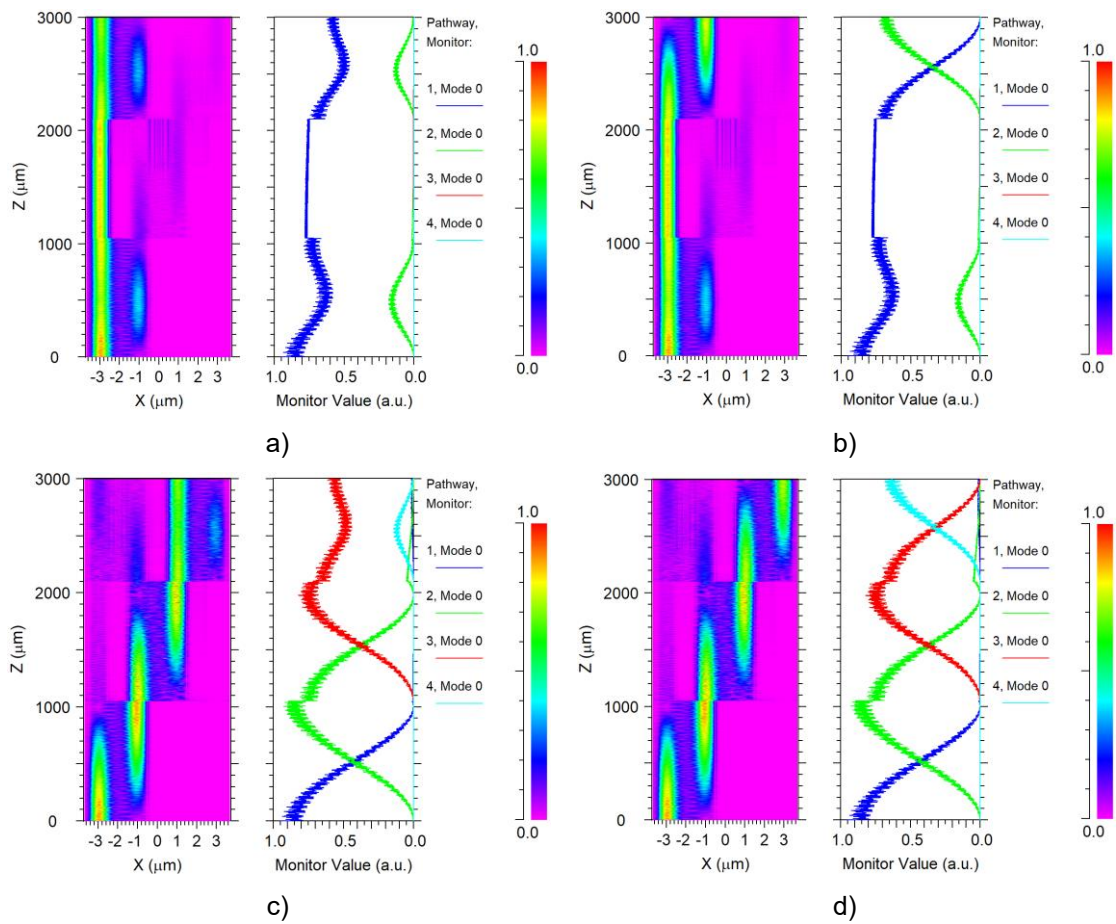 3000
2000
1000
0
Z (μm)
-3 -2 -1 0 1 2 3
X (μm)
1.0 0.5 0.0
Monitor Value (a.u.)
Pathway,
Monitor:
1, Mode 0
2, Mode 0
3, Mode 0
4, Mode 0
1.0
0.0
a)
3000
2000
1000
0
Z (μm)
-3 -2 -1 0 1 2 3
X (μm)
1.0 0.5 0.0
Monitor Value (a.u.)
Pathway,
Monitor:
1, Mode 0
2, Mode 0
3, Mode 0
4, Mode 0
1.0
0.0
b)
3000
2000
1000
0
Z (μm)
-3 -2 -1 0 1 2 3
X (μm)
1.0 0.5 0.0
Monitor Value (a.u.)
Pathway,
Monitor:
1, Mode 0
2, Mode 0
3, Mode 0
4, Mode 0
1.0
0.0
c)
3000
2000
1000
0
Z (μm)
-3 -2 -1 0 1 2 3
X (μm)
1.0 0.5 0.0
Monitor Value (a.u.)
Pathway,
Monitor:
1, Mode 0
2, Mode 0
3, Mode 0
4, Mode 0
1.0
0.0
d)